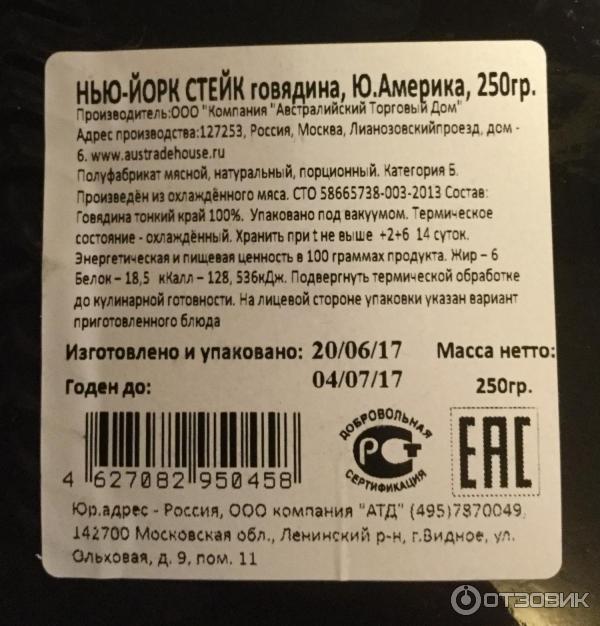 НЬЮ-ЙОРК СТЕЙК говядина, Ю.Америка, 250гр.
Производитель:ООО "Компания "Австралийский Торговый Дом"
Адрес производства:127253, Россия, Москва, Лианозовскийпроезд, дом -
6. www.austradehouse.ru
Полуфабрикат мясной, натуральный, порционный. Категория Б.
Произведён из охлаждённого мяса. СТО 58665738-003-2013 Состав:
Говядина тонкий край 100%. Упаковано под вакуумом. Термическое
состояние - охлаждённый. Хранить при t не выше +2+6 14 суток.
Энергетическая и пищевая ценность в 100 граммах продукта. Жир – 6
Белок – 18,5 кКалл – 128, 536кДж. Подвергнуть термической обработке
до кулинарной готовности. На лицевой стороне упаковки указан вариант
приготовленного блюда
Изготовлено и упаковано: 20/06/17 Масса нетто:
Годен до: 04/07/17 250гр.
ДОБРОВОЛЬНАЯ
РСТ
СЕРТИФИКАЦИЯ
EAC
4 627082 950458
Юр.адрес - Россия, ООО компания "АТД" (495)7870049,
142700 Московская обл., Ленинский р-н, г.Видное, ул.
Ольховая, д. 9, пом. 11
ОТЗОВИК